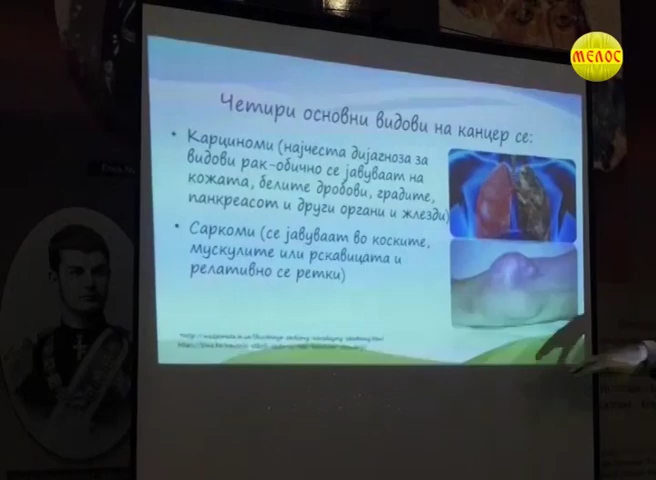 МЕЛОС
Четири основни видови на канцер се:
• Карциноми (најчеста дијагноза за
видови рак-обично се јавуваат на
кожата, белите дробови, градите,
панкреасот и други органи и жлезди)
• Саркоми (се јавуваат во коските,
мускулите или рскавицата и
релативно се ретки)